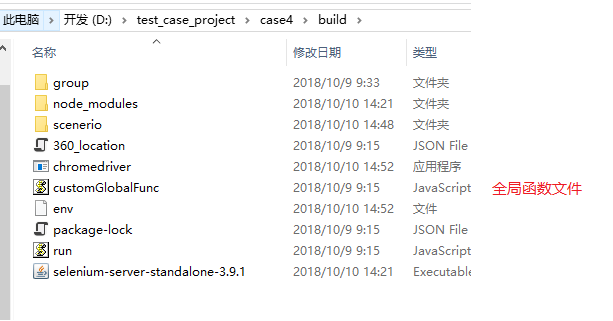 此电脑 > 开发 (D:) > test_case_project > case4 > build
名称 修改日期 类型
group 2018/10/9 9:33 文件夹
node_modules 2018/10/10 14:21 文件夹
scenerio 2018/10/10 14:48 文件夹
360_location 2018/10/9 9:15 JSON File
chromedriver 2018/10/10 14:52 应用程序
customGlobalFunc 2018/10/9 9:15 JavaScript 全局函数文件
env 2018/10/10 14:52 文件
package-lock 2018/10/9 9:15 JSON File
run 2018/10/9 9:15 JavaScript
selenium-server-standalone-3.9.1 2018/10/10 14:21 Executable